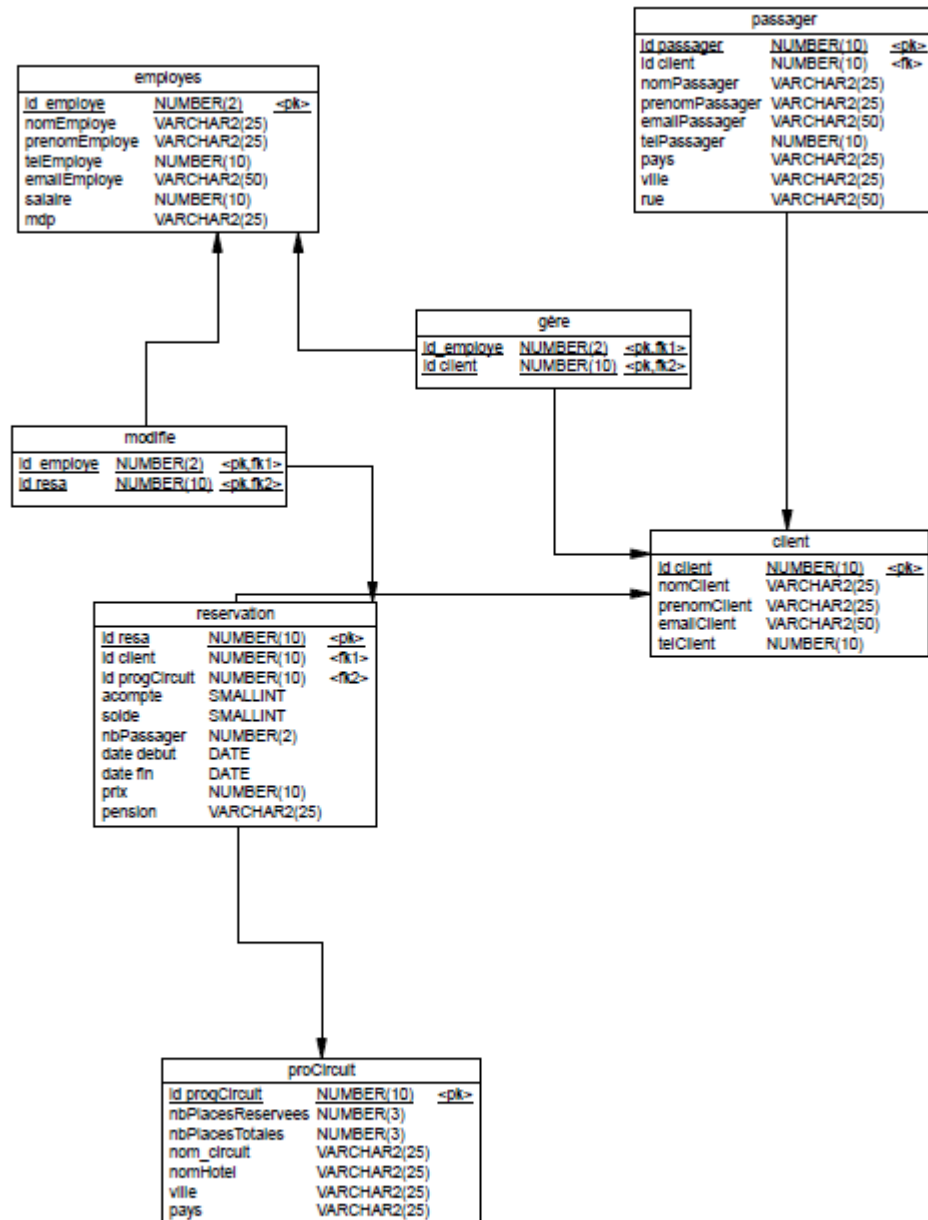 passager
id passager NUMBER(10) <pk>
id client NUMBER(10) <fk>
nomPassager VARCHAR2(25)
prenomPassager VARCHAR2(25)
emailPassager VARCHAR2(50)
telPassager NUMBER(10)
pays VARCHAR2(25)
ville VARCHAR2(25)
rue VARCHAR2(50)
employes
id_employe NUMBER(2) <pk>
nomEmploye VARCHAR2(25)
prenomEmploye VARCHAR2(25)
telEmploye NUMBER(10)
emailEmploye VARCHAR2(50)
salaire NUMBER(10)
mdp VARCHAR2(25)
gère
id_employe NUMBER(2) <pk,fk1>
id client NUMBER(10) <pk,fk2>
modifie
id_employe NUMBER(2) <pk,fk1>
id resa NUMBER(10) <pk,fk2>
client
id client NUMBER(10) <pk>
nomClient VARCHAR2(25)
prenomClient VARCHAR2(25)
emailClient VARCHAR2(50)
telClient NUMBER(10)
reservation
id resa NUMBER(10) <pk>
id client NUMBER(10) <fk1>
id progCircuit NUMBER(10) <fk2>
acompte SMALLINT
solde SMALLINT
nbPassager NUMBER(2)
date debut DATE
date fin DATE
prix NUMBER(10)
pension VARCHAR2(25)
proCircuit
id progCircuit NUMBER(10) <pk>
nbPlacesReservees NUMBER(3)
nbPlacesTotales NUMBER(3)
nom_circuit VARCHAR2(25)
nomHotel VARCHAR2(25)
ville VARCHAR2(25)
pays VARCHAR2(25)